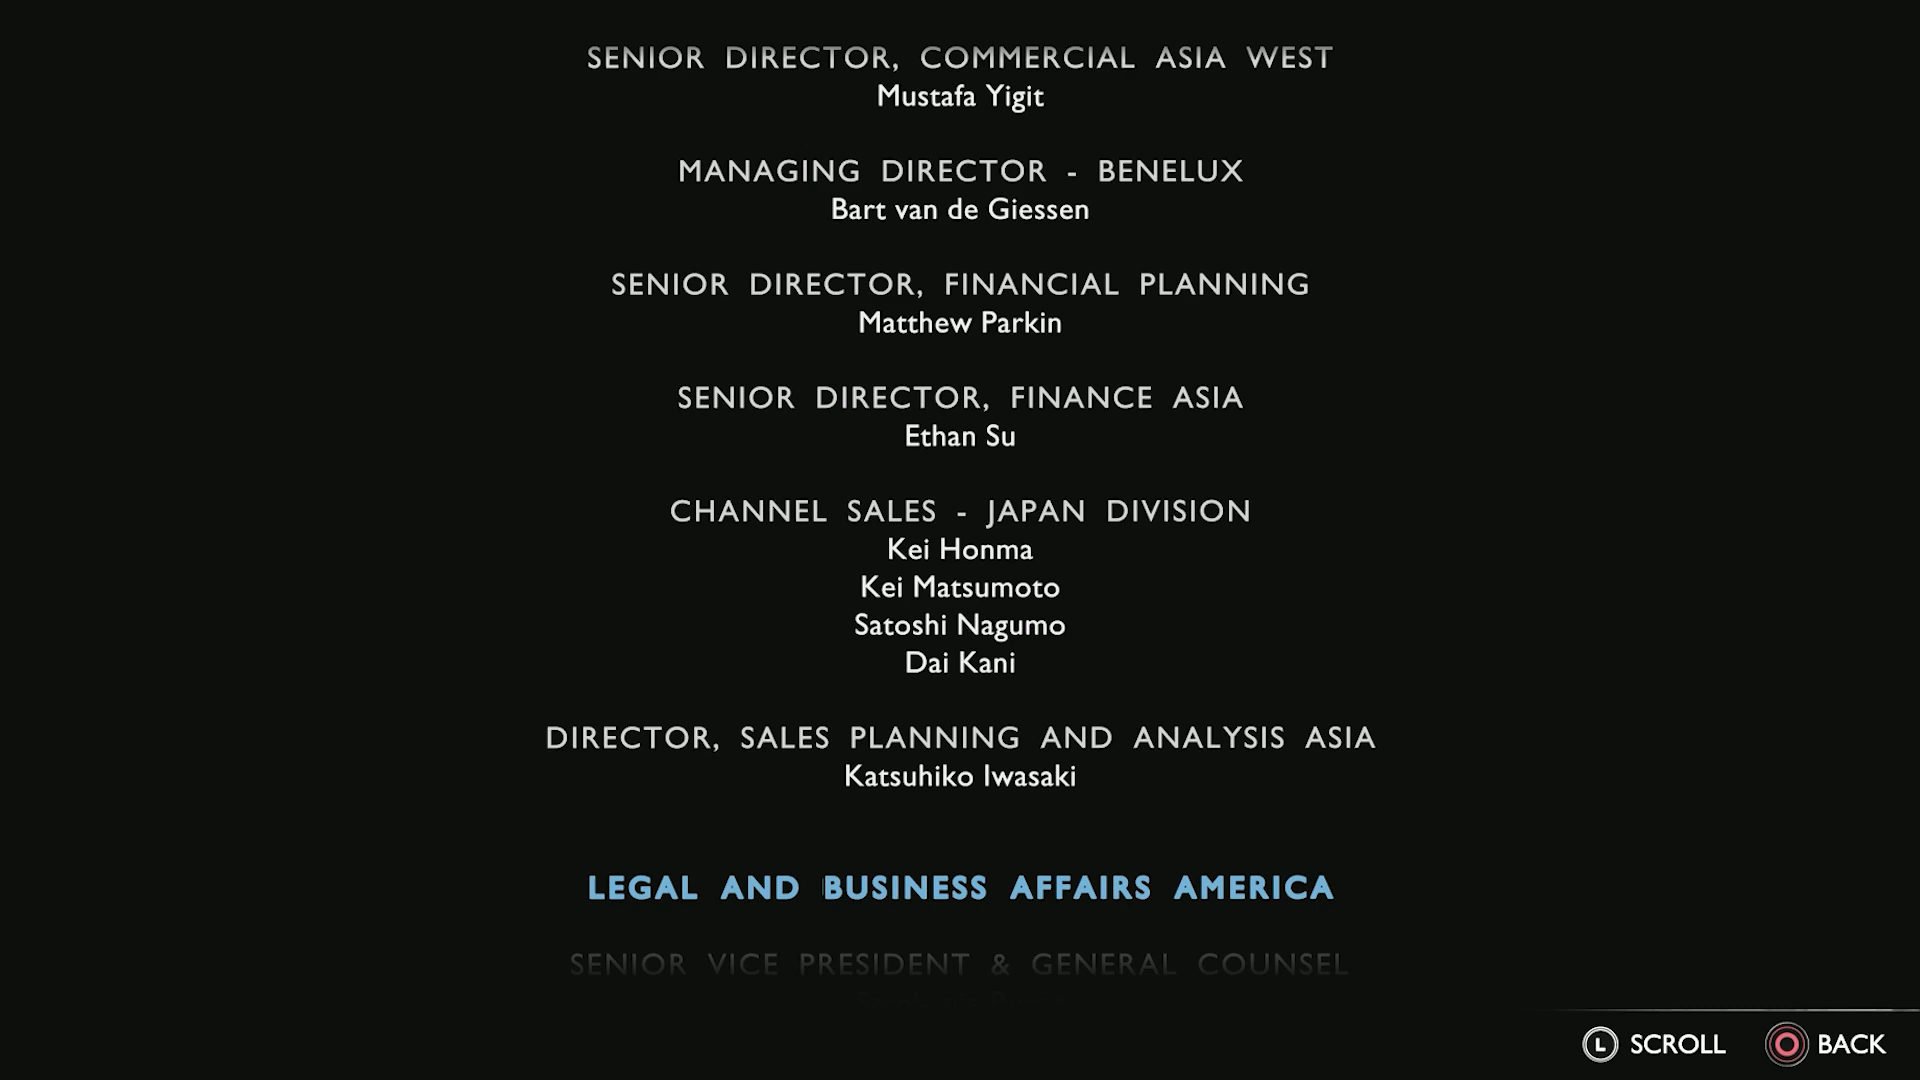 SENIOR DIRECTOR, COMMERCIAL ASIA WEST
Mustafa Yigit
MANAGING DIRECTOR - BENELUX
Bart van de Giessen
SENIOR DIRECTOR, FINANCIAL PLANNING
Matthew Parkin
SENIOR DIRECTOR, FINANCE ASIA
Ethan Su
CHANNEL SALES - JAPAN DIVISION
Kei Honma
Kei Matsumoto
Satoshi Nagumo
Dai Kani
DIRECTOR, SALES PLANNING AND ANALYSIS ASIA
Katsuhiko Iwasaki
LEGAL AND BUSINESS AFFAIRS AMERICA
SENIOR VICE PRESIDENT & GENERAL COUNSEL
L SCROLL BACK